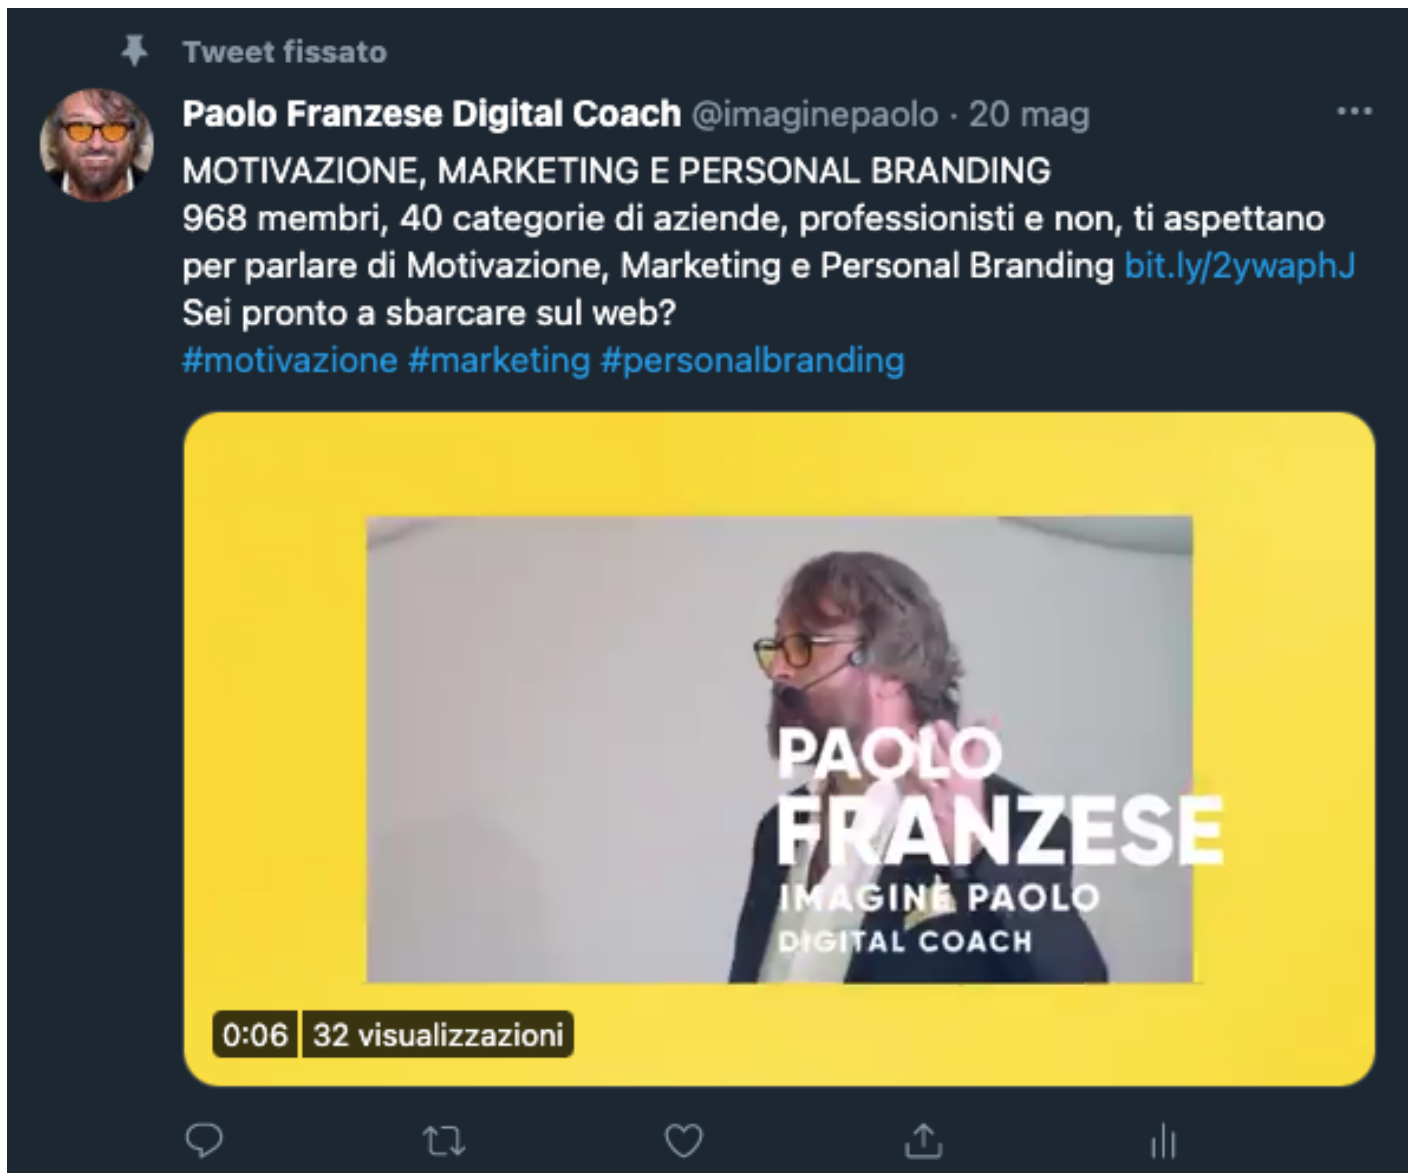 Tweet fissato
Paolo Franzese Digital Coach @imaginepaolo · 20 mag
MOTIVAZIONE, MARKETING E PERSONAL BRANDING
968 membri, 40 categorie di aziende, professionisti e non, ti aspettano
per parlare di Motivazione, Marketing e Personal Branding bit.ly/2ywaphJ
Sei pronto a sbarcare sul web?
#motivazione #marketing #personalbranding
PAOLO
FRANZESE
IMAGINE PAOLO
DIGITAL COACH
0:06 32 visualizzazioni